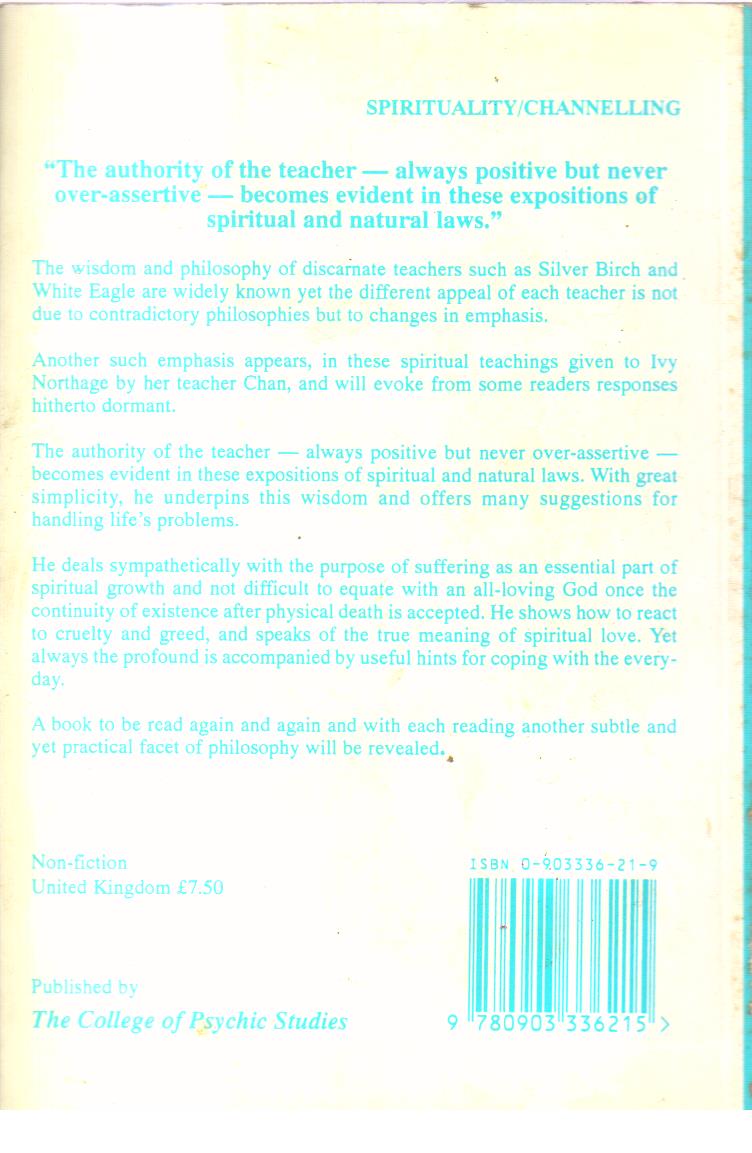 SPIRITUALITY/CHANNELLING
“The authority of the teacher — always positive but never
over-assertive — becomes evident in these expositions of
spiritual and natural laws.”
The wisdom and philosophy of discarnate teachers such as Silver Birch and
White Eagle are widely known yet the different appeal of each teacher is not
due to contradictory philosophies but to changes in emphasis.
Another such emphasis appears, in these spiritual teachings given to Ivy
Northage by her teacher Chan, and will evoke from some readers responses
hitherto dormant.
The authority of the teacher — always positive but never over-assertive —
becomes evident in these expositions of spiritual and natural laws. With great
simplicity, he underpins this wisdom and offers many suggestions for
handling life’s problems.
He deals sympathetically with the purpose of suffering as an essential part of
spiritual growth and not difficult to equate with an all-loving God once the
continuity of existence after physical death is accepted. He shows how to react
to cruelty and greed, and speaks of the true meaning of spiritual love. Yet
always the profound is accompanied by useful hints for coping with the every-
day.
A book to be read again and again and with each reading another subtle and
yet practical facet of philosophy will be revealed.
Non-fiction
United Kingdom £7.50
ISBN 0-903336-21-9
Published by
The College of Psychic Studies
9 780903 336215 >